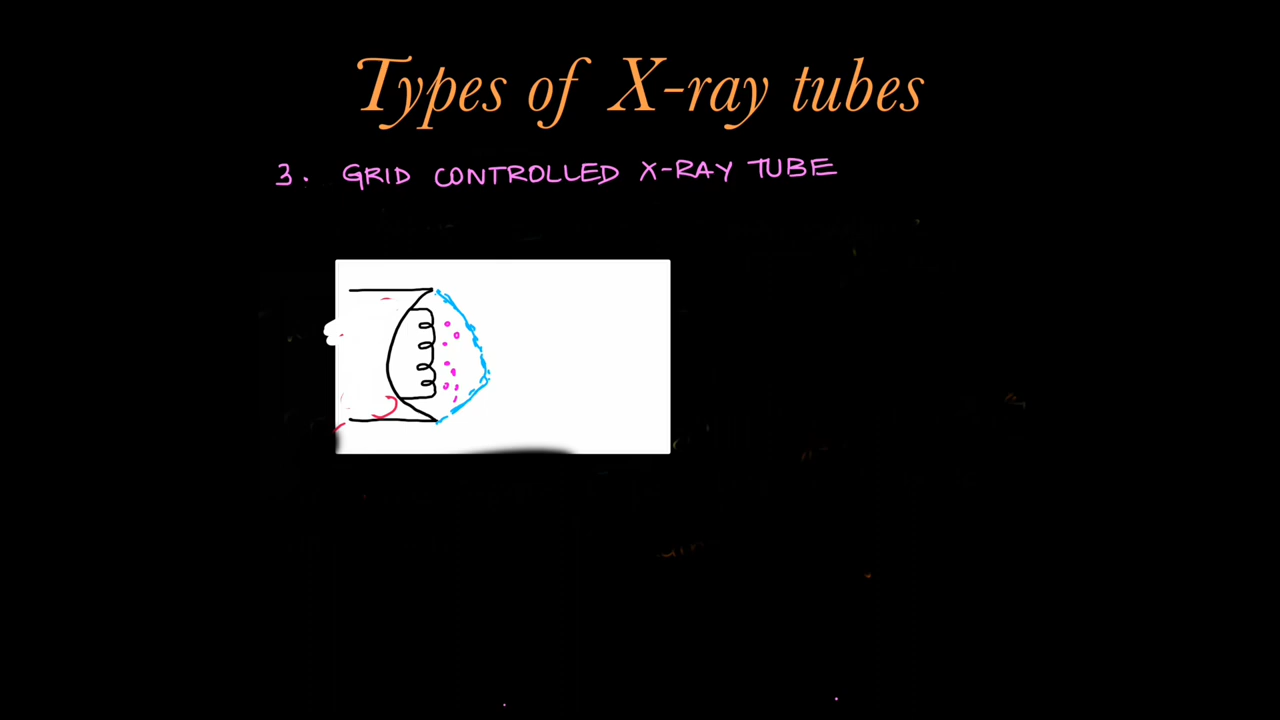 Types of X-ray tubes
3. GRID CONTROLLED X-RAY TUBE